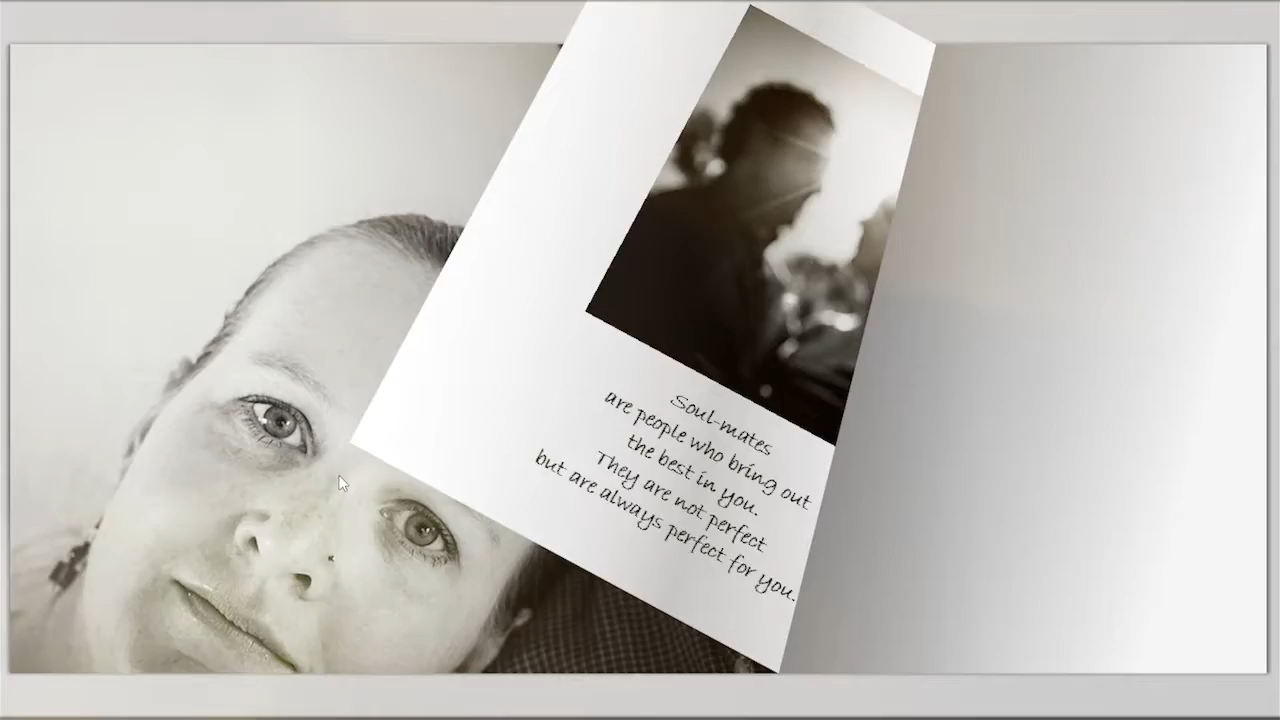 Soul-mates
are people who bring out
the best in you.
They are not perfect
but are always perfect for you.